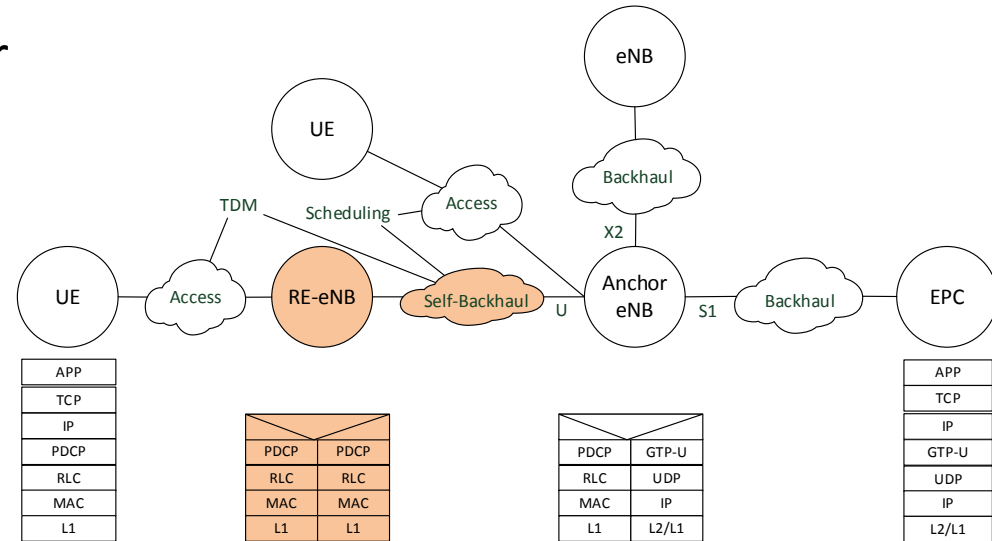 r
eNB
UE
Backhaul
TDM
Scheduling
Access
X2
UE
Access
RE-eNB
Self-Backhaul
U
Anchor
eNB
S1
Backhaul
EPC
APP
TCP
IP
PDCP
RLC
MAC
L1
PDCP PDCP
RLC RLC
MAC MAC
L1 L1
PDCP GTP-U
RLC UDP
MAC IP
L1 L2/L1
APP
TCP
IP
GTP-U
UDP
IP
L2/L1